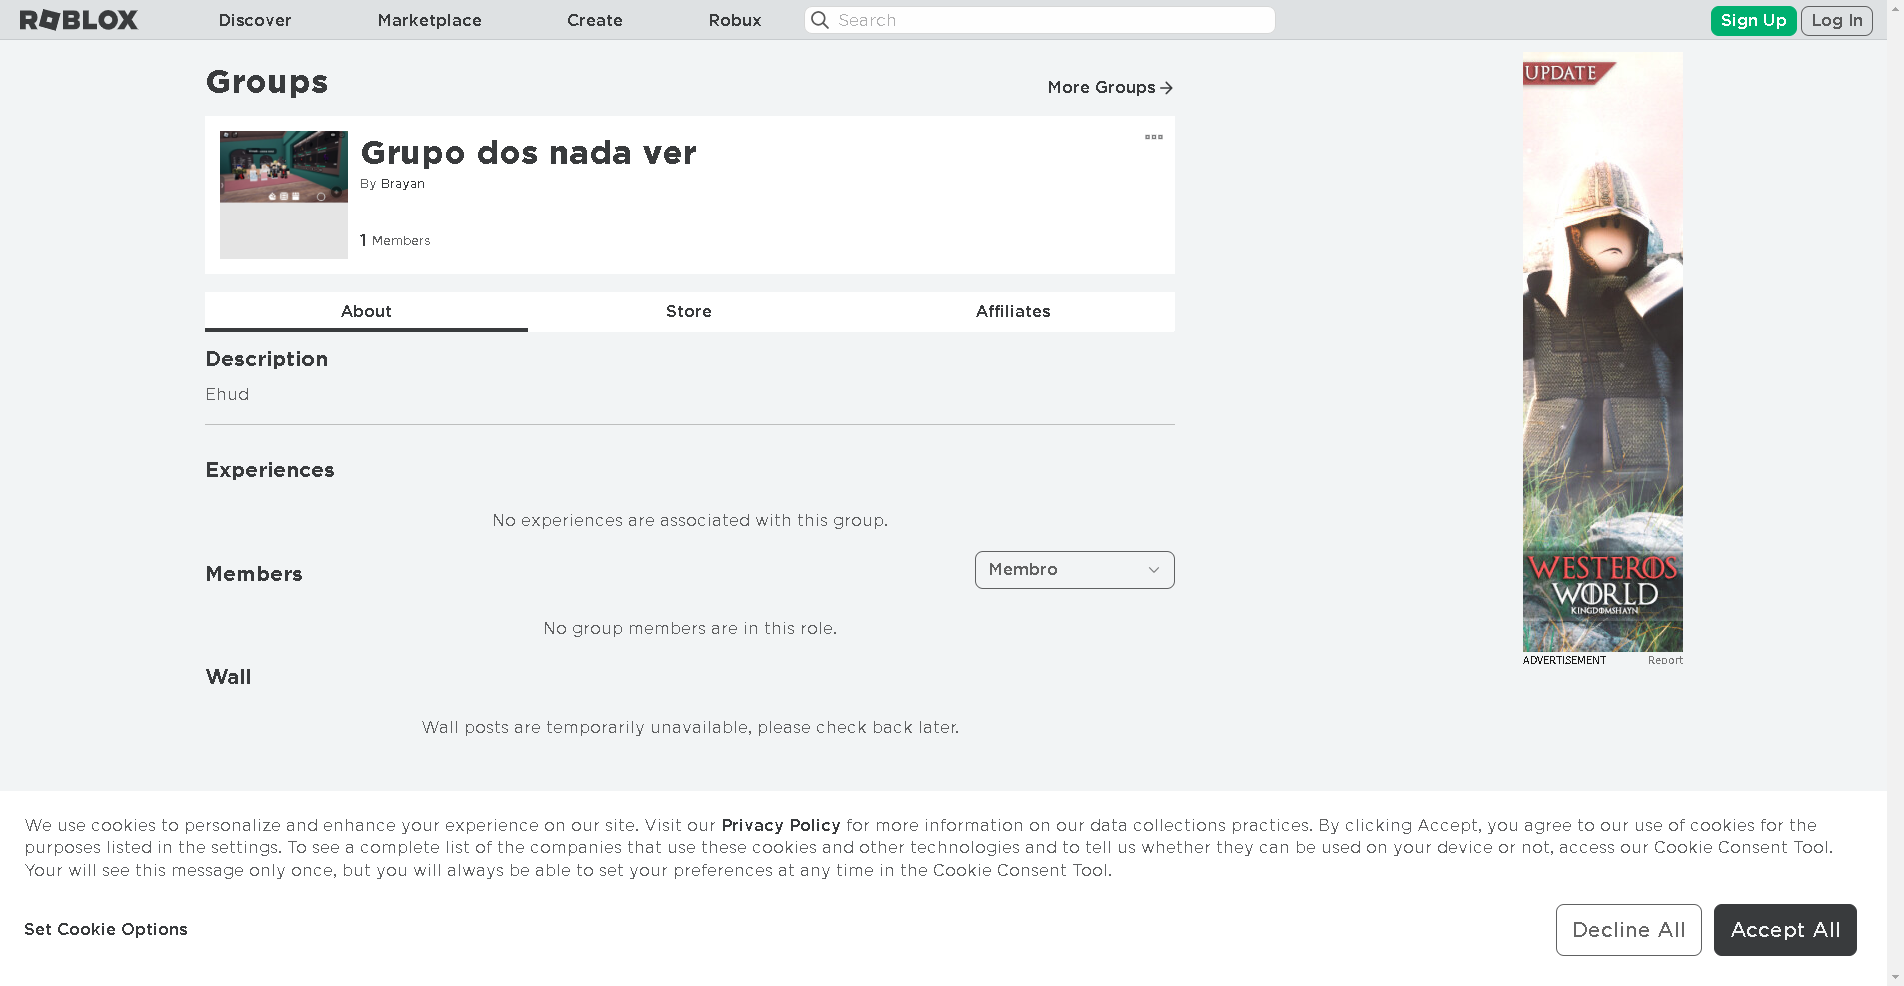 ROBLOX Discover Marketplace Create Robux Search Sign Up Log In
Groups
More Groups
Grupo dos nada ver
By Brayan
1 Members
About Store Affiliates
Description
Ehud
Experiences
No experiences are associated with this group.
Members
Membro
No group members are in this role.
Wall
Wall posts are temporarily unavailable, please check back later.
UPDATE
WESTEROS
WORLD
KINGDOMSHAYN
ADVERTISEMENT Report
We use cookies to personalize and enhance your experience on our site. Visit our Privacy Policy for more information on our data collections practices. By clicking Accept, you agree to our use of cookies for the
purposes listed in the settings. To see a complete list of the companies that use these cookies and other technologies and to tell us whether they can be used on your device or not, access our Cookie Consent Tool.
Your will see this message only once, but you will always be able to set your preferences at any time in the Cookie Consent Tool.
Set Cookie Options
Decline All Accept All